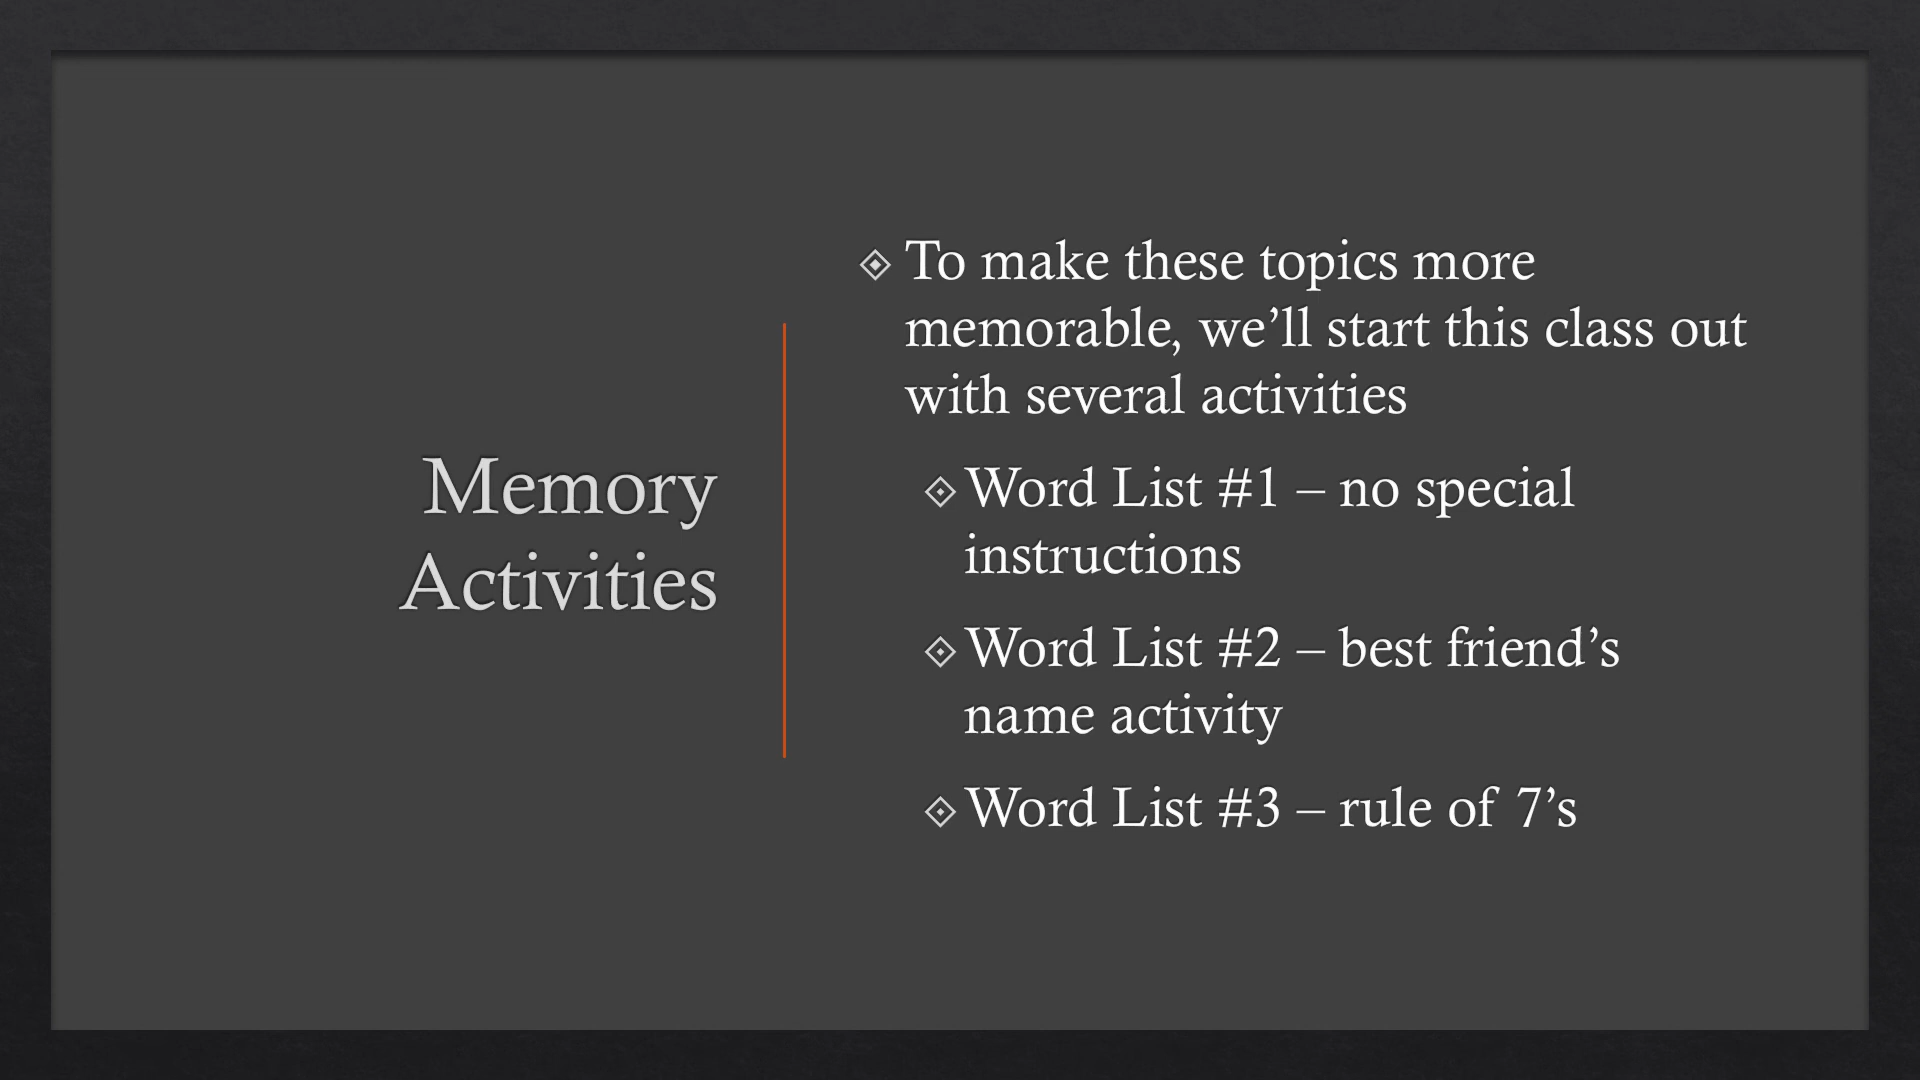 Memory
Activities
To make these topics more
memorable, we’ll start this class out
with several activities
Word List #1 – no special
instructions
Word List #2 – best friend’s
name activity
Word List #3 – rule of 7’s